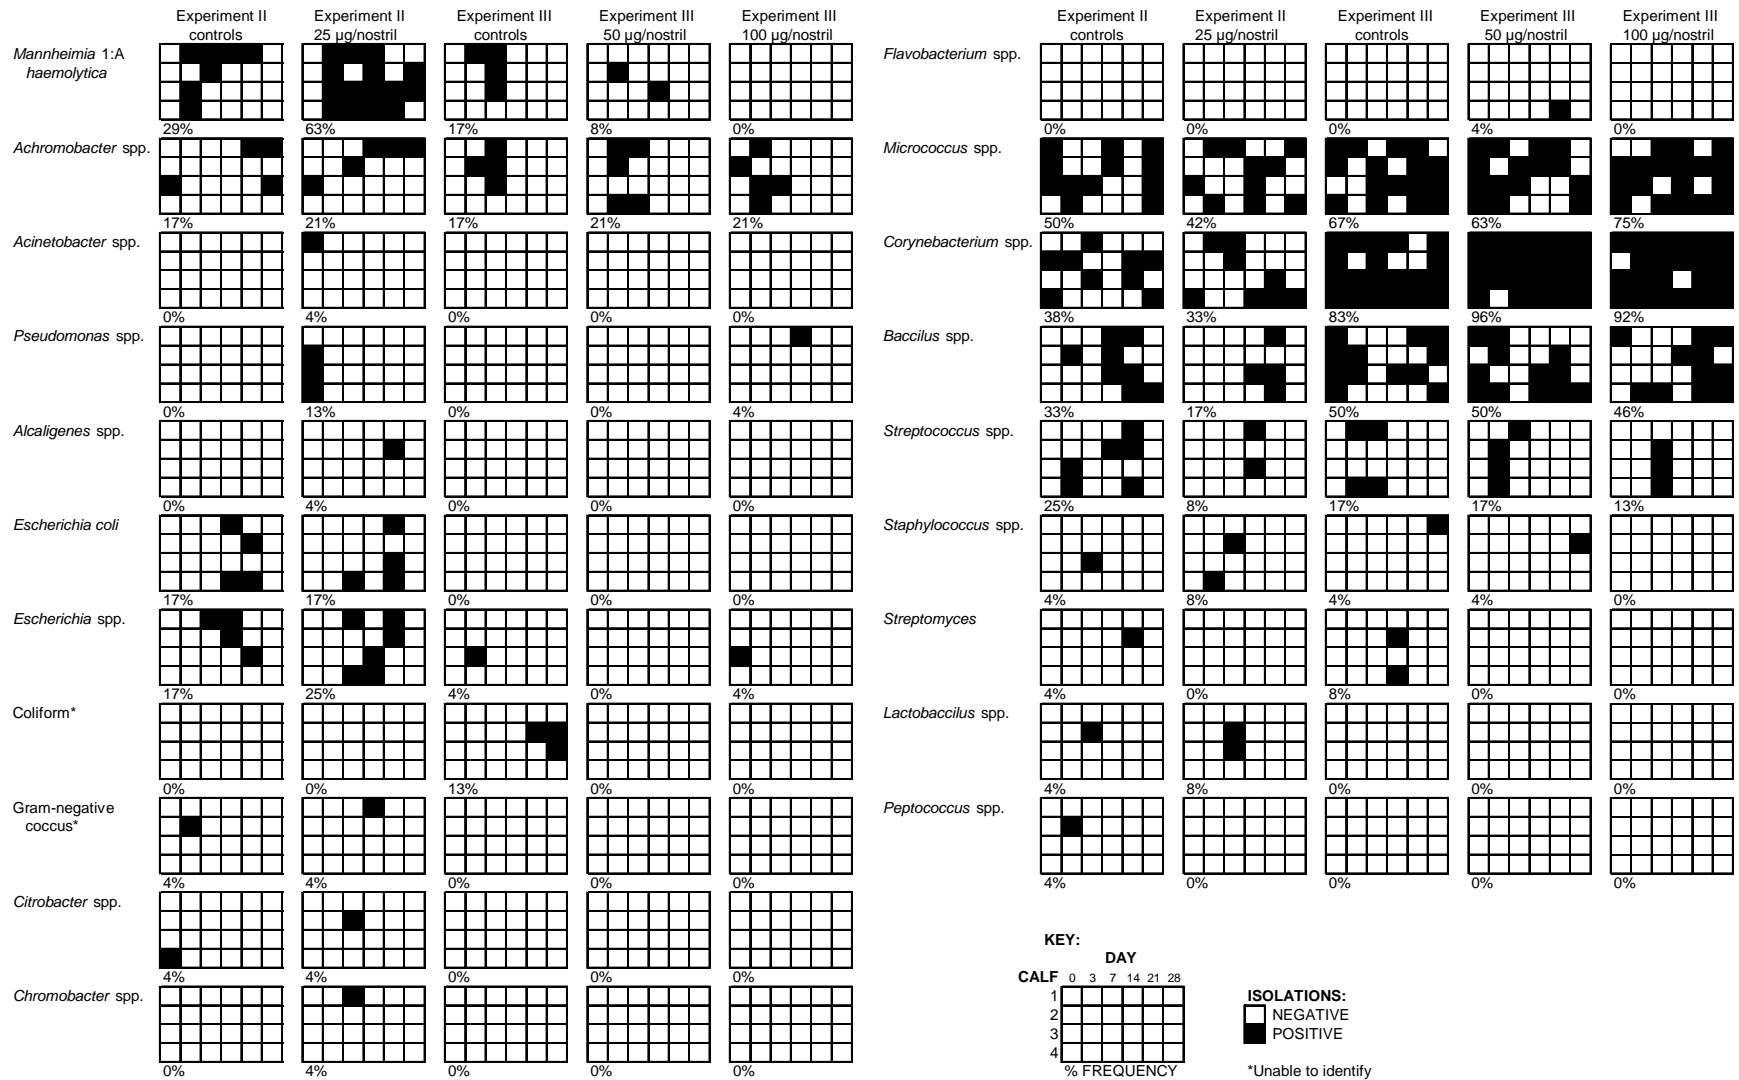 Experiment II Experiment II Experiment III Experiment III Experiment III
controls 25 µg/nostril controls 50 µg/nostril 100 µg/nostril
Mannheimia 1:A
haemolytica
29% 63% 17% 8% 0%
Achromobacter spp.
17% 21% 17% 21% 21%
Acinetobacter spp.
0% 4% 0% 0% 0%
Pseudomonas spp.
0% 13% 0% 0% 4%
Alcaligenes spp.
0% 4% 0% 0% 0%
Escherichia coli
17% 17% 0% 0% 0%
Escherichia spp.
17% 25% 4% 0% 4%
Coliform*
0% 0% 13% 0% 0%
Gram-negative
coccus*
4% 4% 0% 0% 0%
Citrobacter spp.
4% 4% 0% 0% 0%
Chromobacter spp.
0% 4% 0% 0% 0%
Experiment II Experiment II Experiment III Experiment III Experiment III
controls 25 µg/nostril controls 50 µg/nostril 100 µg/nostril
Flavobacterium spp.
0% 0% 0% 4% 0%
Micrococcus spp.
50% 42% 67% 63% 75%
Corynebacterium spp.
38% 33% 83% 96% 92%
Baccilus spp.
33% 17% 50% 50% 46%
Streptococcus spp.
25% 8% 17% 17% 13%
Staphylococcus spp.
4% 8% 4% 4% 0%
Streptomyces
4% 0% 8% 0% 0%
Lactobaccilus spp.
4% 8% 0% 0% 0%
Peptococcus spp.
4% 0% 0% 0% 0%
KEY:
DAY
CALF 0 3 7 14 21 28
1
2
3
4
% FREQUENCY
ISOLATIONS:
NEGATIVE
POSITIVE
*Unable to identify